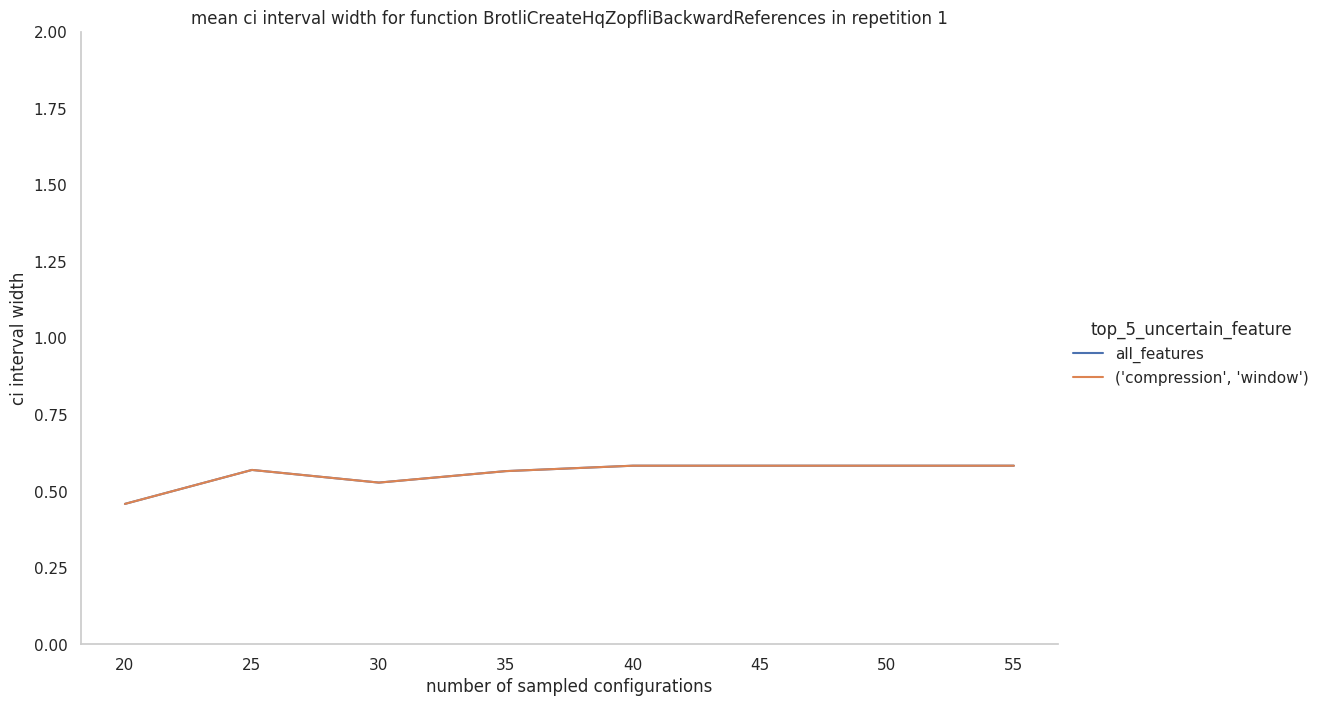 mean ci interval width for function BrotliCreateHqZopfliBackwardReferences in repetition 1
2.00
1.75
1.50
1.25
1.00
0.75
0.50
0.25
0.00
ci interval width
20 25 30 35 40 45 50 55
number of sampled configurations
top_5_uncertain_feature
all_features
('compression', 'window')